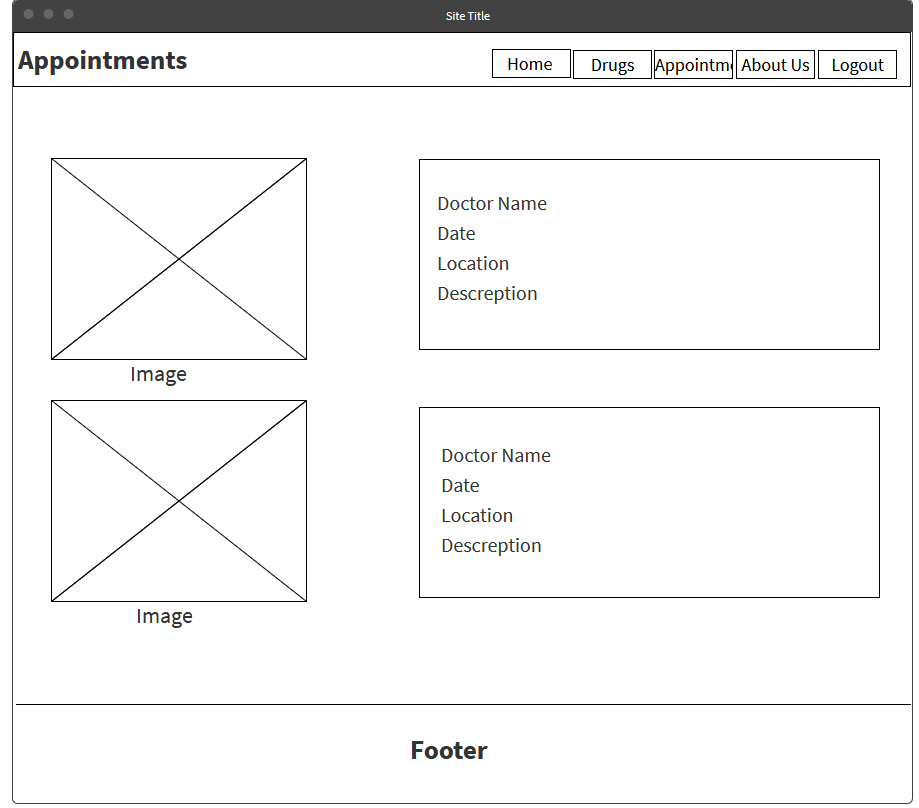 Site Title
Appointments
Home Drugs Appointm About Us Logout
Doctor Name
Date
Location
Descreption
Image
Doctor Name
Date
Location
Descreption
Image
Footer